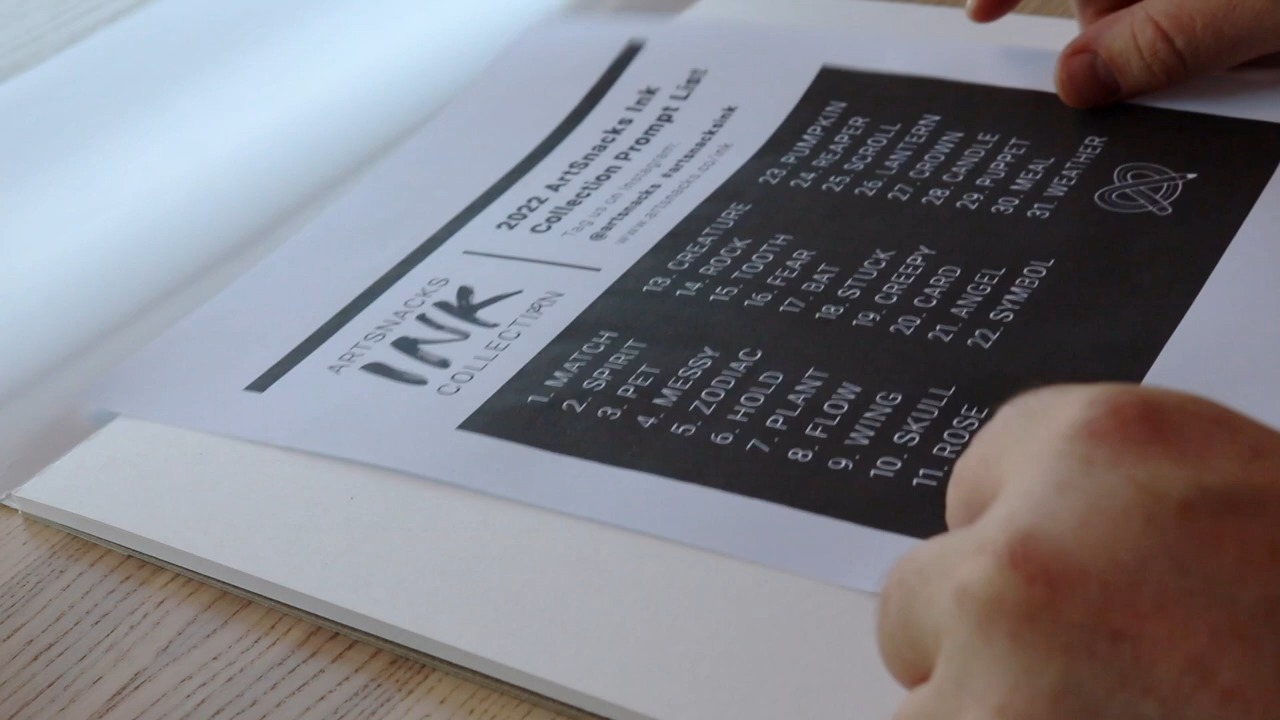 ARTSNACKS
INK
COLLECTION
2022 ArtSnacks Ink
Collection Prompt List
Tag us on Instagram
@artsnacks #artsnacksink
www.artsnacks.co/ink
1. MATCH
2. SPIRIT
3. PET
4. MESSY
5. ZODIAC
6. HOLD
7. PLANT
8. FLOW
9. WING
10. SKULL
11. ROSE
13. CREATURE
14. ROCK
15. TOOTH
16. FEAR
17. BAT
18. STUCK
19. CREEPY
20. CARD
21. ANGEL
22. SYMBOL
23. PUMPKIN
24. REAPER
25. SCROLL
26. LANTERN
27. CROWN
28. CANDLE
29. PUPPET
30. MEAL
31. WEATHER